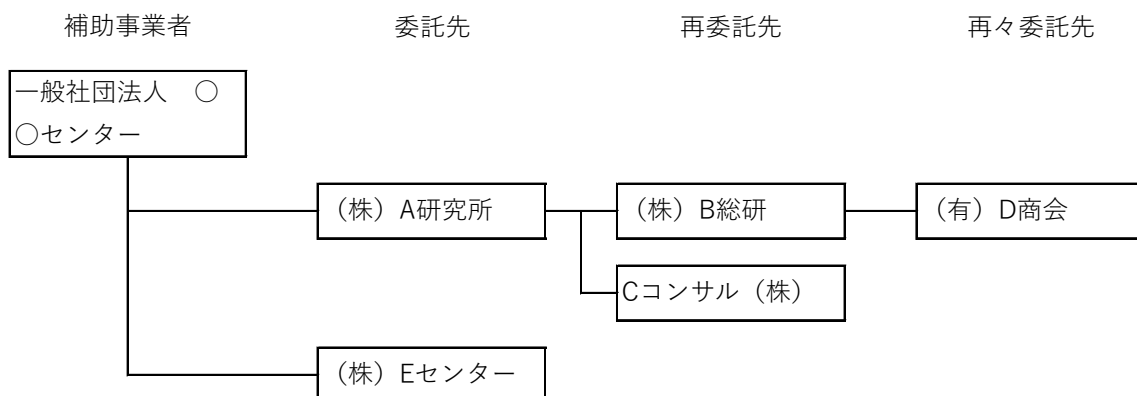 補助事業者 委託先 再委託先 再々委託先
一般社団法人　○
○センター
（株）A研究所 （株）B総研 （有）D商会
Cコンサル（株）
（株）Eセンター